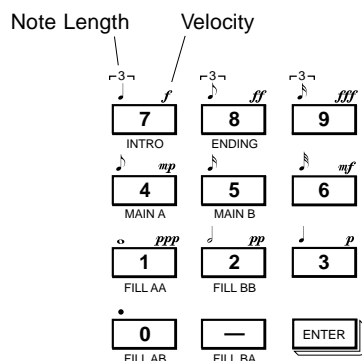 Note Length Velocity
3 3 3
f ff fff
7 8 9
INTRO ENDING
mp mf
4 5 6
MAIN A MAIN B
ppp pp p
1 2 3
FILL AA FILL BB
0 — ENTER
FILL AB FILL BA